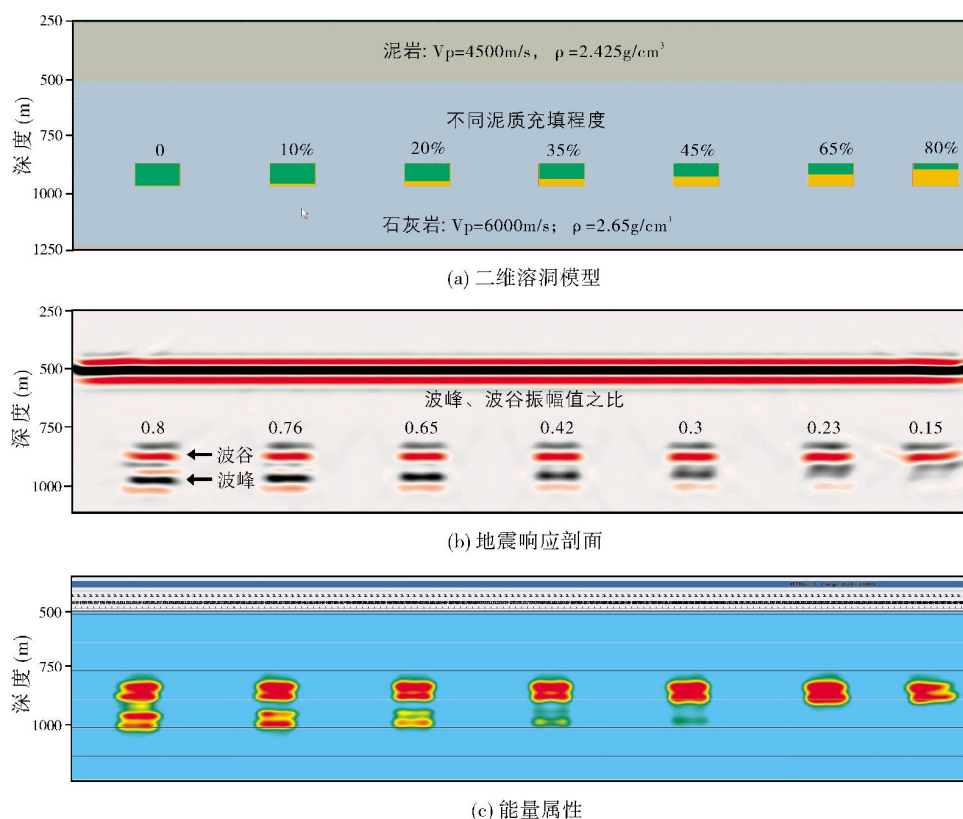 250
泥岩: Vp=4500m/s, ρ=2.425g/cm³
500
不同泥质充填程度
750
0 10% 20% 35% 45% 65% 80%
1000
石灰岩: Vp=6000m/s; ρ=2.65g/cm³
1250
深度 (m)
(a) 二维溶洞模型
250
500
波峰、波谷振幅值之比
750
0.8 0.76 0.65 0.42 0.3 0.23 0.15
波谷
波峰
1000
深度 (m)
(b) 地震响应剖面
500
750
1000
深度 (m)
(c) 能量属性